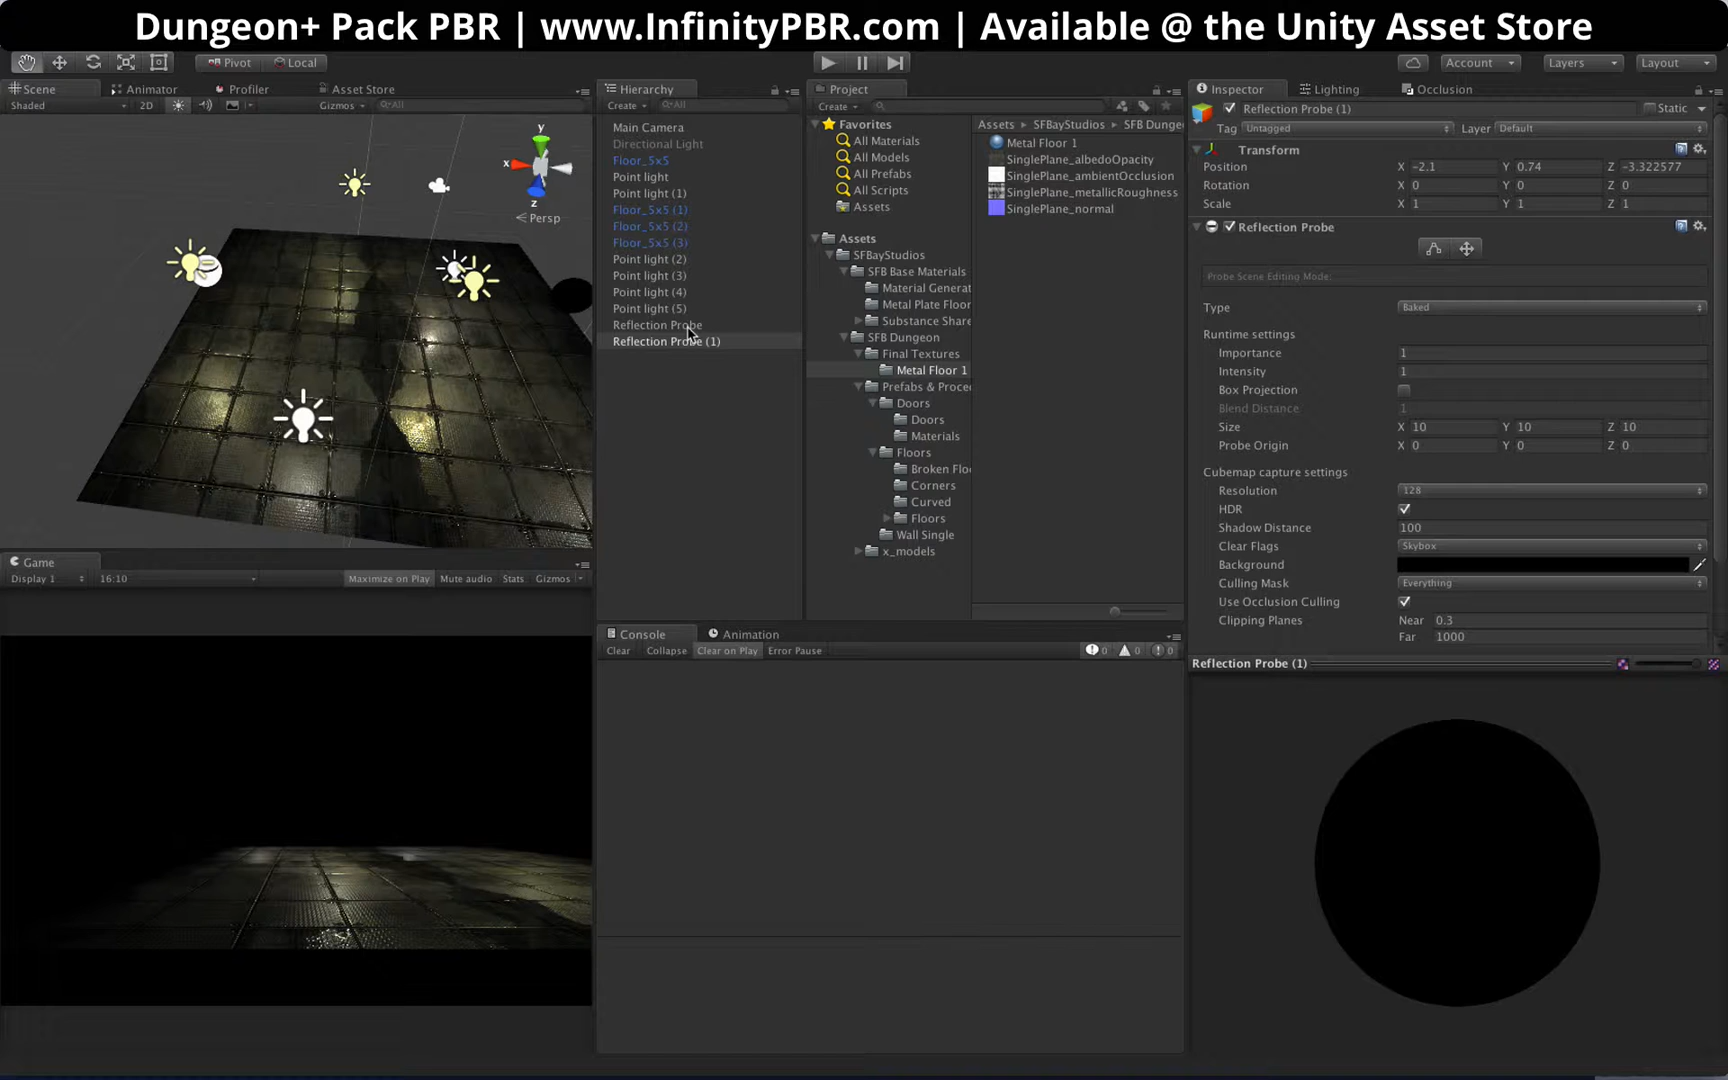 Dungeon+ Pack PBR | www.InfinityPBR.com | Available @ the Unity Asset Store
Pivot Local
Account Layers Layout
Scene Animator Profiler Asset Store
Shaded 2D Gizmos All
y
x
z
Persp
Game
Display 1 16:10 Maximize on Play Mute audio Stats Gizmos
Hierarchy
Create All
Main Camera
Directional Light
Floor_5x5
Point light
Point light (1)
Floor_5x5 (1)
Floor_5x5 (2)
Floor_5x5 (3)
Point light (2)
Point light (3)
Point light (4)
Point light (5)
Reflection Probe
Reflection Probe (1)
Project
Create
Favorites
All Materials
All Models
All Prefabs
All Scripts
Assets
Assets
SFBayStudios
SFB Base Materials
Material Generat
Metal Plate Floor
Substance Share
SFB Dungeon
Final Textures
Metal Floor 1
Prefabs & Proce
Doors
Doors
Materials
Floors
Broken Flo
Corners
Curved
Floors
Wall Single
x_models
Assets SFBayStudios SFB Dunge
Metal Floor 1
SinglePlane_albedoOpacity
SinglePlane_ambientOcclusion
SinglePlane_metallicRoughness
SinglePlane_normal
Console Animation
Clear Collapse Clear on Play Error Pause 0 0 0
Inspector Lighting Occlusion
Reflection Probe (1) Static
Tag Untagged Layer Default
Transform
Position X -2.1 Y 0.74 Z -3.322577
Rotation X 0 Y 0 Z 0
Scale X 1 Y 1 Z 1
Reflection Probe
Probe Scene Editing Mode:
Type Baked
Runtime settings
Importance 1
Intensity 1
Box Projection
Blend Distance 1
Size X 10 Y 10 Z 10
Probe Origin X 0 Y 0 Z 0
Cubemap capture settings
Resolution 128
HDR
Shadow Distance 100
Clear Flags Skybox
Background
Culling Mask Everything
Use Occlusion Culling
Clipping Planes Near 0.3
Far 1000
Reflection Probe (1)